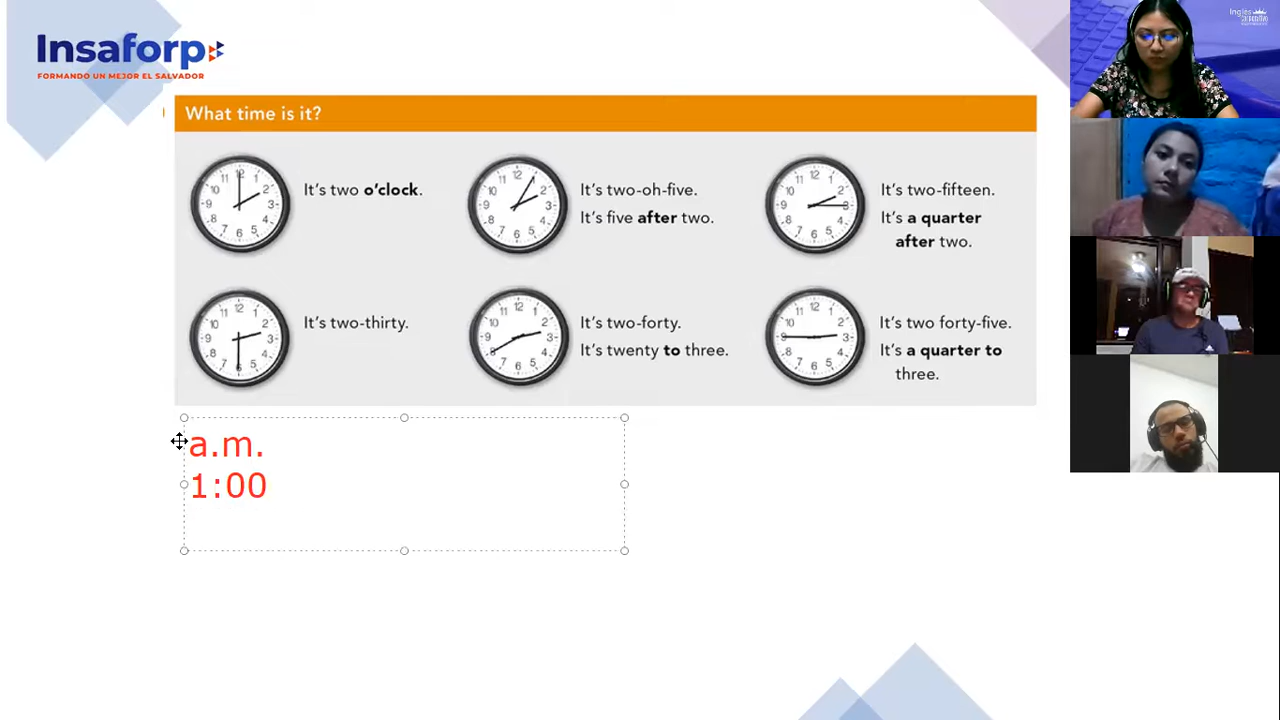 Insaforp
FORMANDO UN MEJOR EL SALVADOR
What time is it?
It's two o'clock.
It's two-oh-five.
It's five after two.
It's two-fifteen.
It's a quarter
after two.
It's two-thirty.
It's two-forty.
It's twenty to three.
It's two forty-five.
It's a quarter to
three.
a.m.
1:00